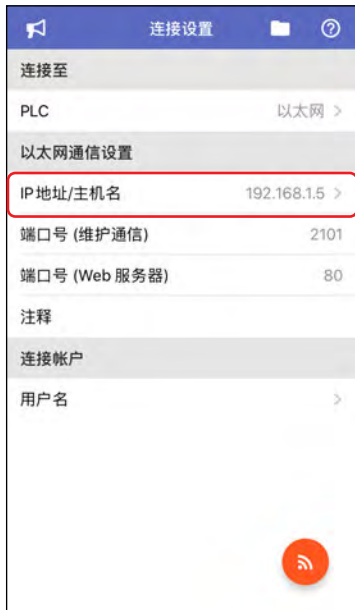 连接设置
连接至
PLC 以太网
以太网通信设置
IP地址/主机名 192.168.1.5
端口号 (维护通信) 2101
端口号 (Web 服务器) 80
注释
连接帐户
用户名